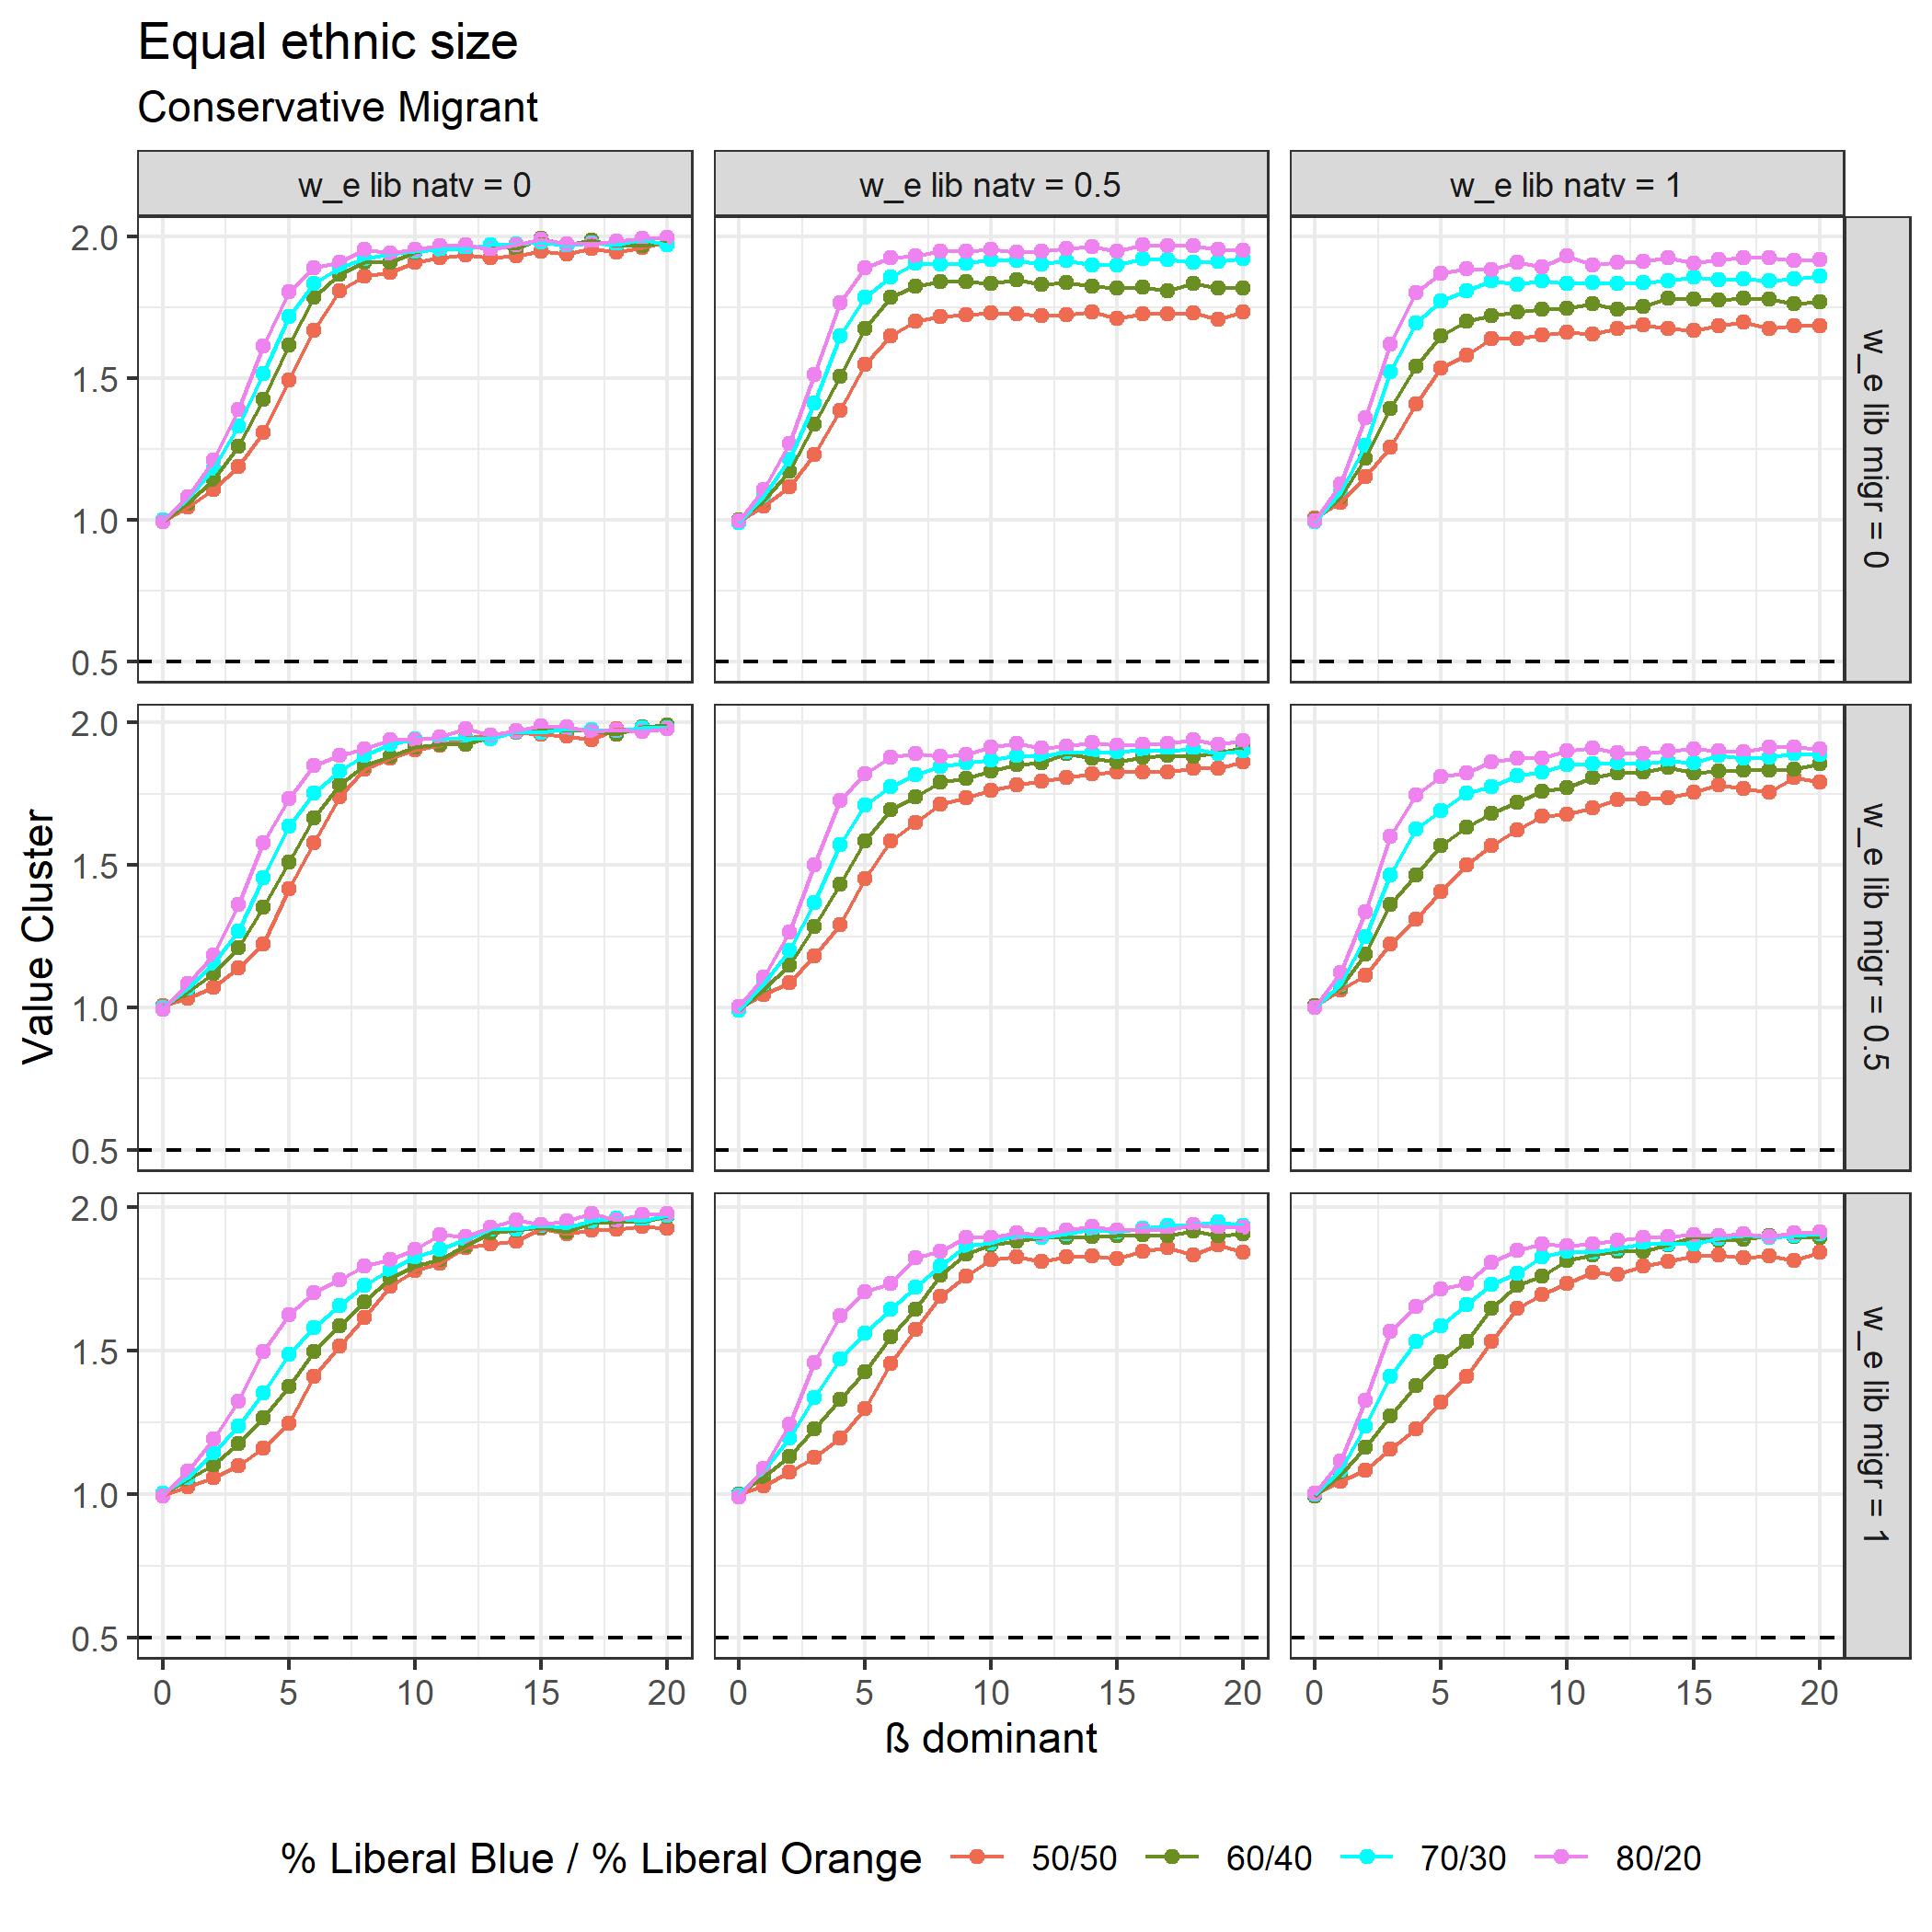 Equal ethnic size
Conservative Migrant
w_e lib natv = 0
w_e lib natv = 0.5
w_e lib natv = 1
2.0
1.5
1.0
0.5
w_e lib migr = 0
2.0
1.5
1.0
0.5
w_e lib migr = 0.5
Value Cluster
2.0
1.5
1.0
0.5
w_e lib migr = 1
0 5 10 15 20
0 5 10 15 20
0 5 10 15 20
ß dominant
% Liberal Blue / % Liberal Orange 50/50 60/40 70/30 80/20